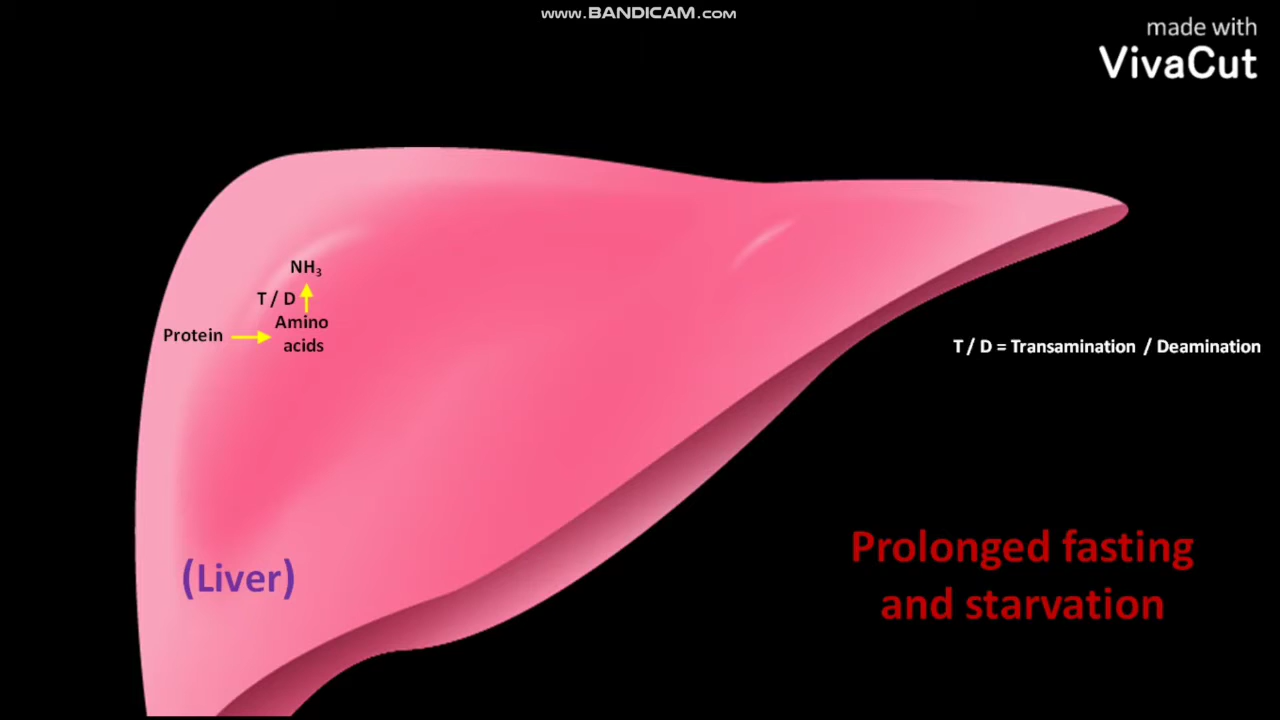 www.BANDICAM.com
made with
VivaCut
NH₃
T / D
Amino
acids
Protein
T / D = Transamination / Deamination
(Liver)
Prolonged fasting
and starvation